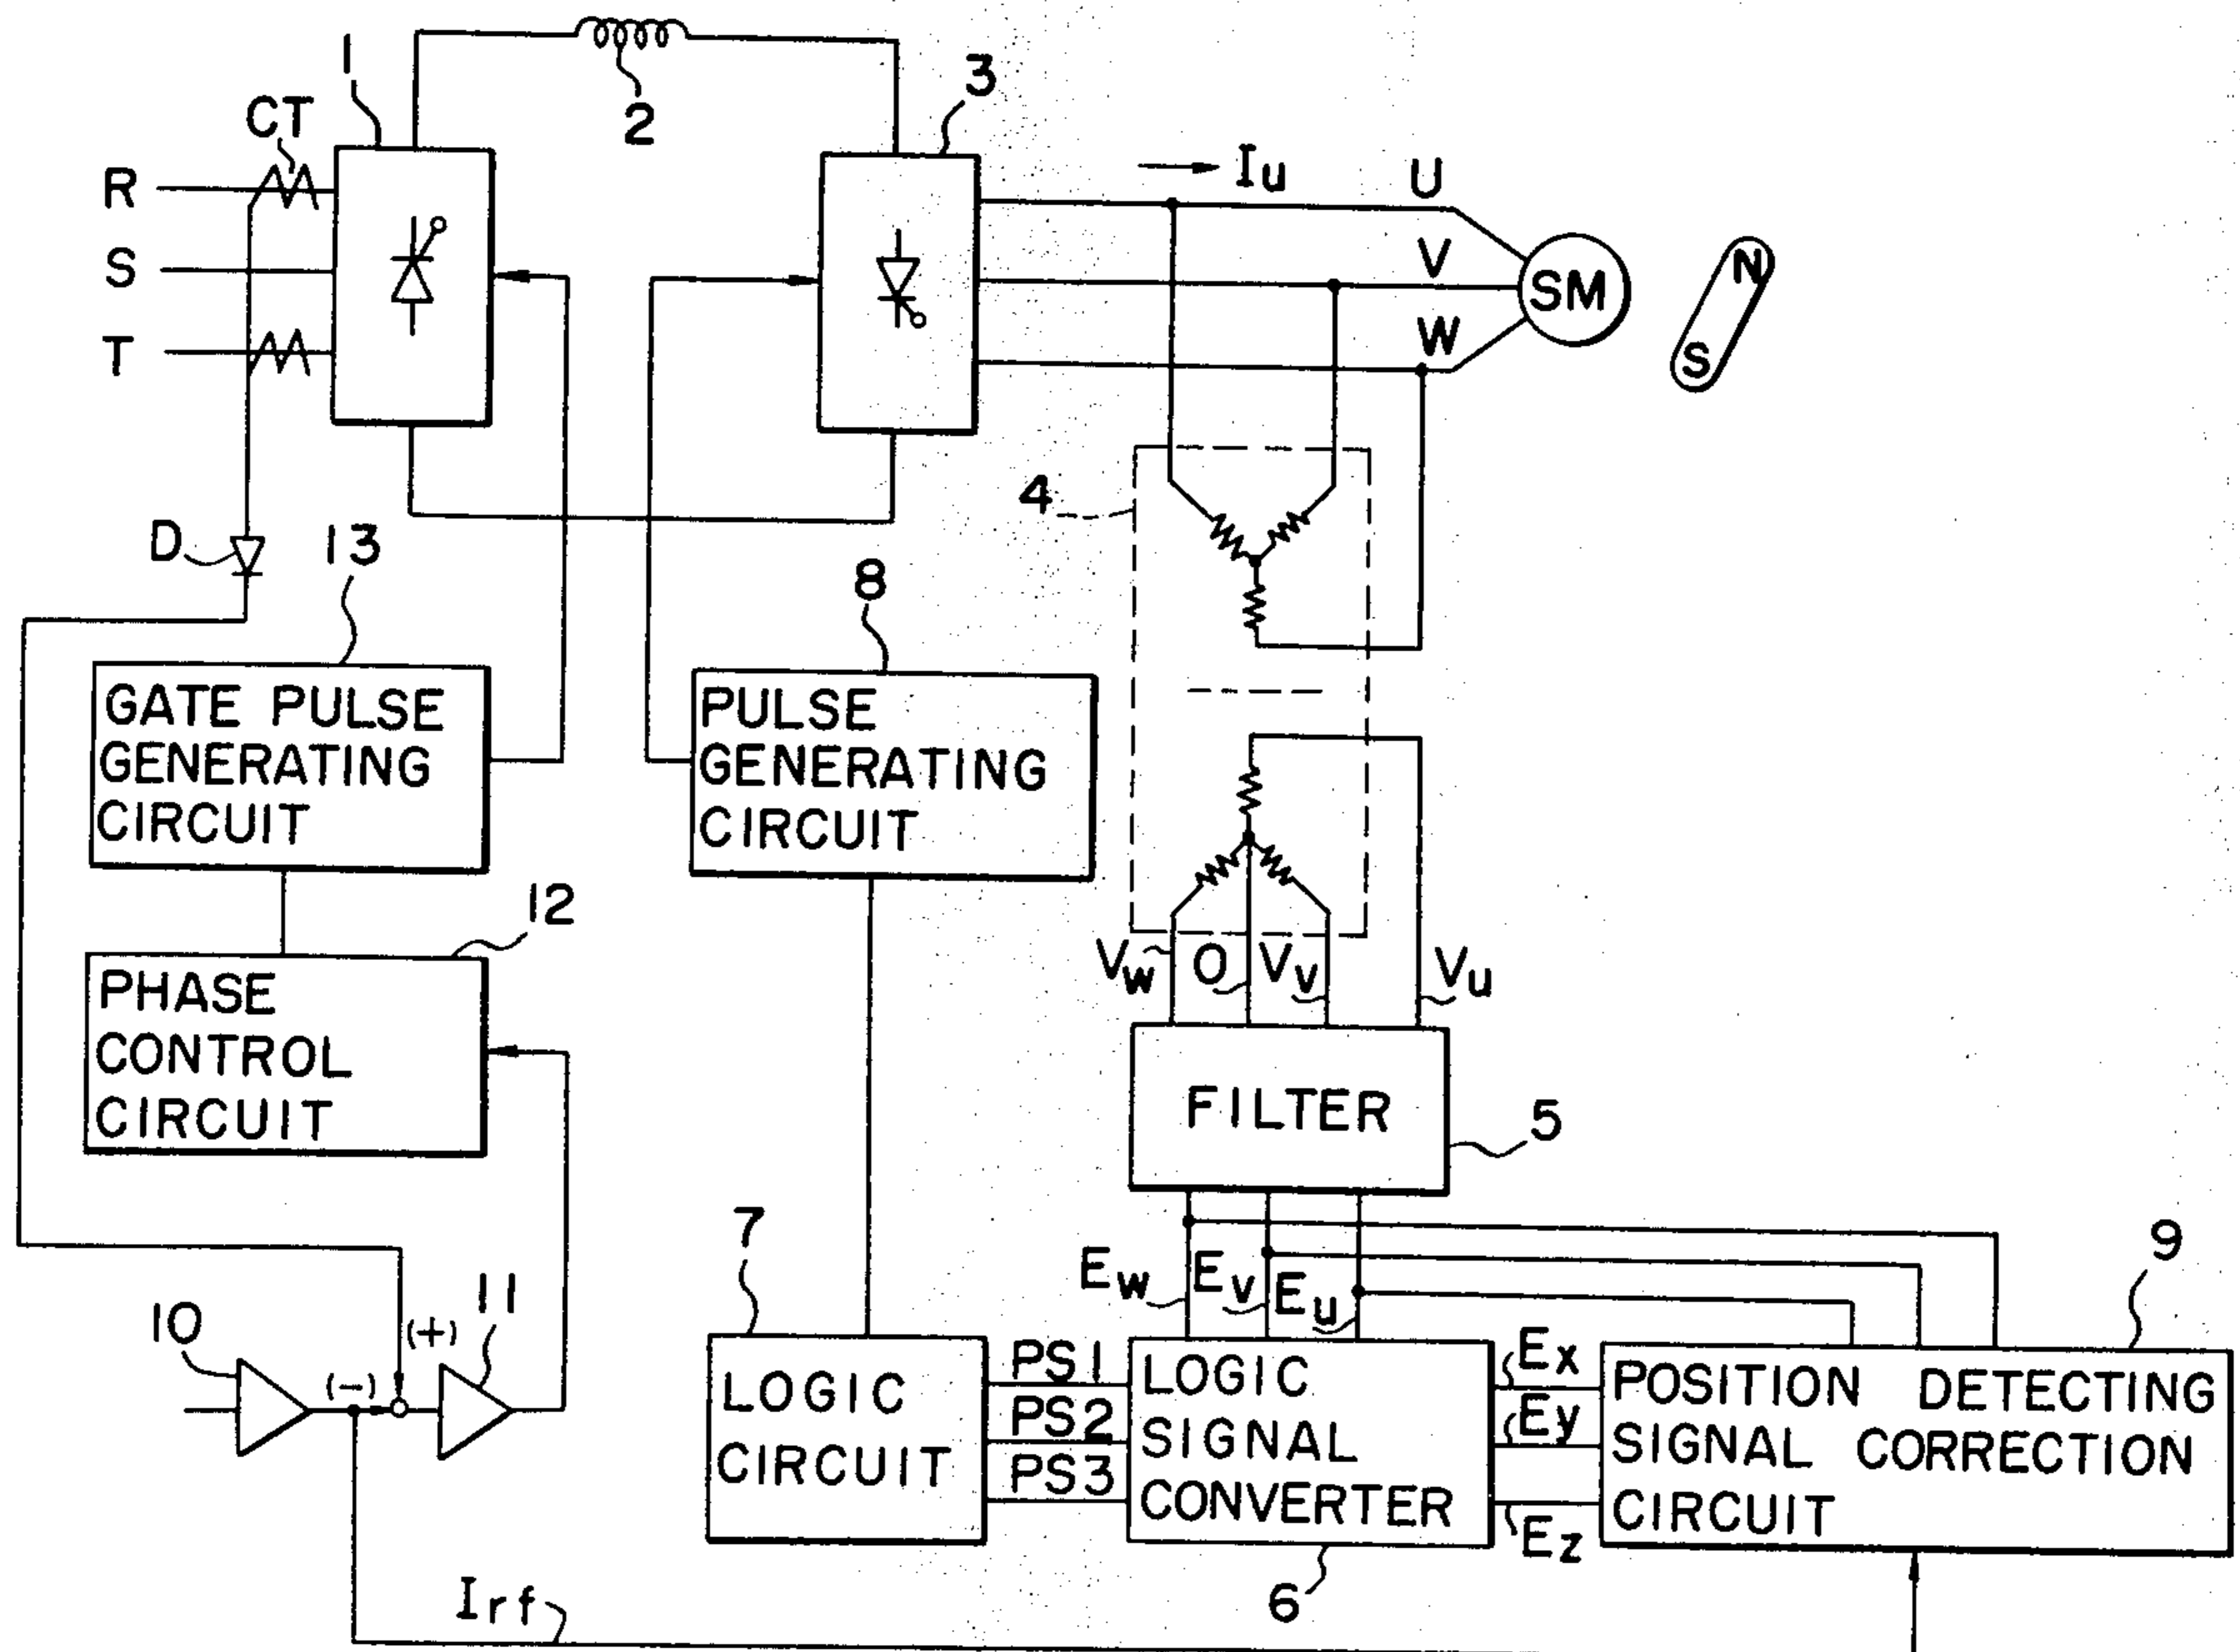 1
2
3
CT
R
S
T
Iu
U
V
W
SM
N
S
4
D
13
8
GATE PULSE
GENERATING
CIRCUIT
PULSE
GENERATING
CIRCUIT
12
PHASE
CONTROL
CIRCUIT
Vw
O
Vv
Vu
FILTER
5
7
Ew
Ev
Eu
9
10
(+)
11
(-)
LOGIC
CIRCUIT
PS1
PS2
PS3
LOGIC
SIGNAL
CONVERTER
Ex
Ey
Ez
POSITION DETECTING
SIGNAL CORRECTION
CIRCUIT
6
Irf